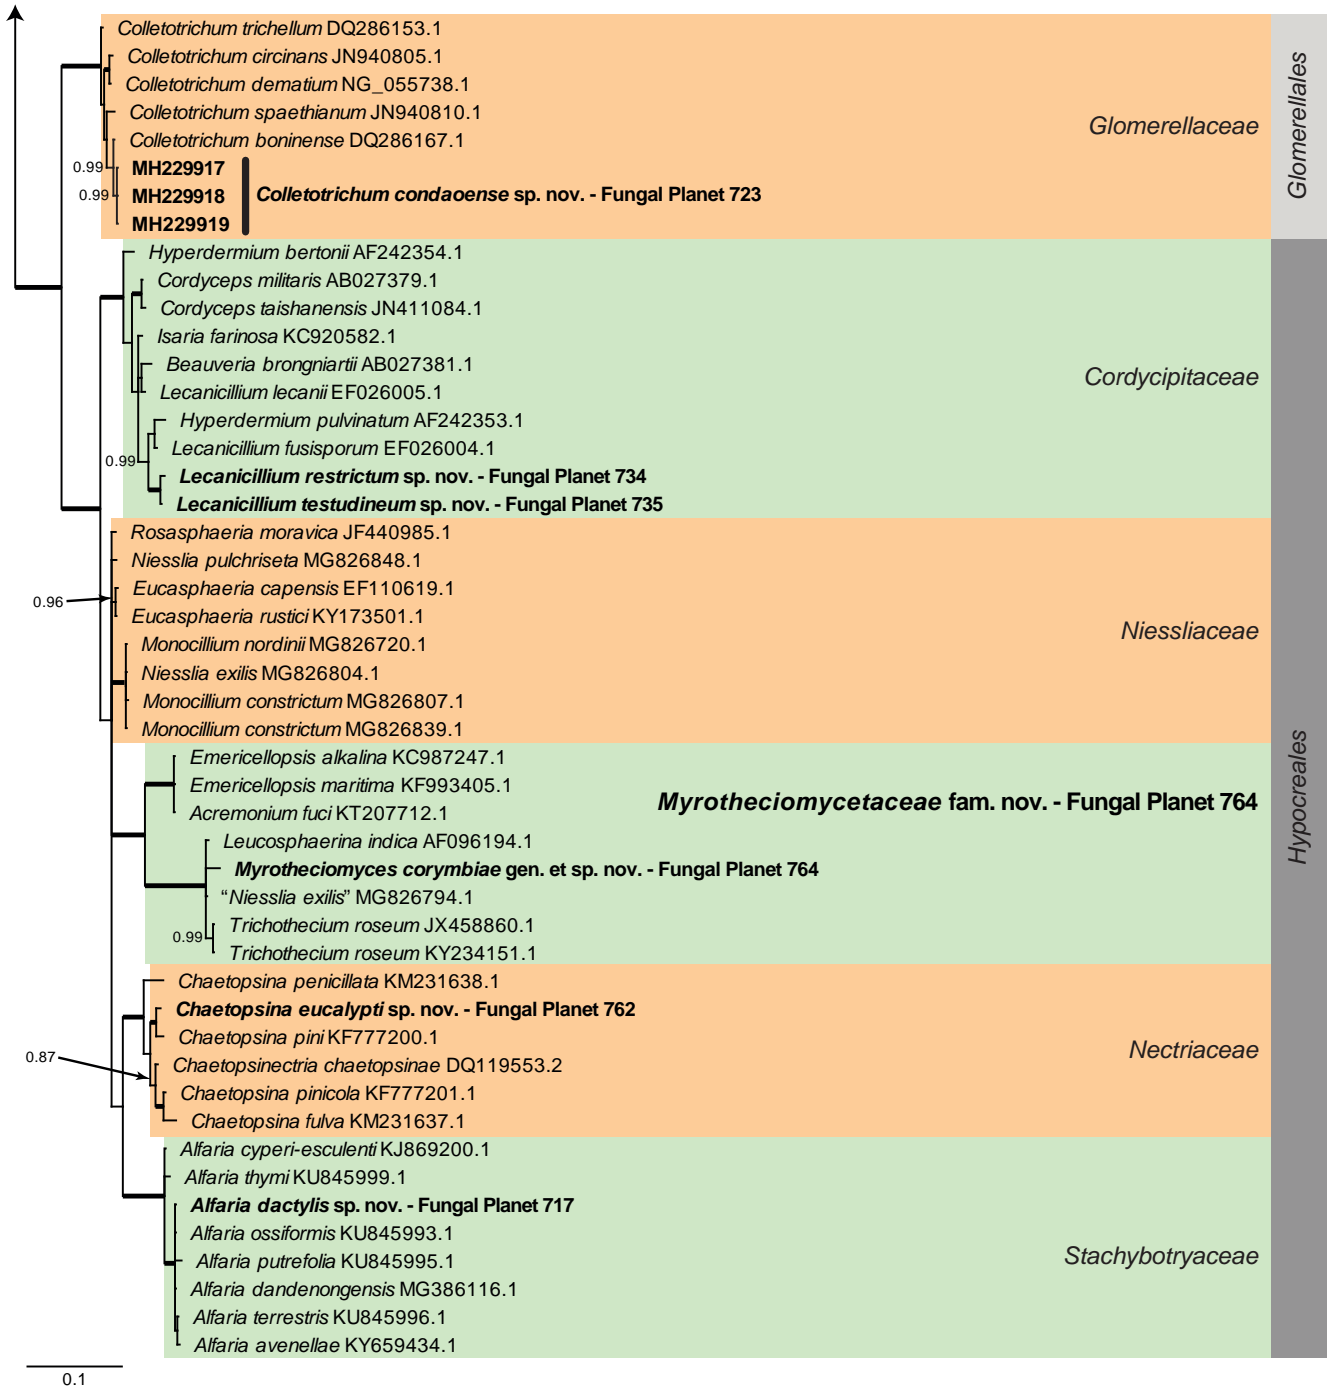 Colletotrichum trichellum DQ286153.1
Colletotrichum circinans JN940805.1
Colletotrichum dematium NG_055738.1
Colletotrichum spaethianum JN940810.1
Colletotrichum boninense DQ286167.1
0.99
MH229917
0.99
MH229918
MH229919
Colletotrichum condaoense sp. nov. - Fungal Planet 723
Glomerellaceae
Glomerellales
Hyperdermium bertonii AF242354.1
Cordyceps militaris AB027379.1
Cordyceps taishanensis JN411084.1
Isaria farinosa KC920582.1
Beauveria brongniartii AB027381.1
Lecanicillium lecanii EF026005.1
Hyperdermium pulvinatum AF242353.1
Lecanicillium fusisporum EF026004.1
0.99
Lecanicillium restrictum sp. nov. - Fungal Planet 734
Lecanicillium testudineum sp. nov. - Fungal Planet 735
Cordycipitaceae
Rosasphaeria moravica JF440985.1
Niesslia pulchriseta MG826848.1
Eucasphaeria capensis EF110619.1
0.96
Eucasphaeria rustici KY173501.1
Monocillium nordinii MG826720.1
Niesslia exilis MG826804.1
Monocillium constrictum MG826807.1
Monocillium constrictum MG826839.1
Niessliaceae
Emericellopsis alkalina KC987247.1
Emericellopsis maritima KF993405.1
Acremonium fuci KT207712.1
Myrotheciomycetaceae fam. nov. - Fungal Planet 764
Leucosphaerina indica AF096194.1
Myrotheciomyces corymbiae gen. et sp. nov. - Fungal Planet 764
“Niesslia exilis” MG826794.1
Trichothecium roseum JX458860.1
0.99
Trichothecium roseum KY234151.1
Hypocreales
Chaetopsina penicillata KM231638.1
Chaetopsina eucalypti sp. nov. - Fungal Planet 762
Chaetopsina pini KF777200.1
0.87
Chaetopsinectria chaetopsinae DQ119553.2
Chaetopsina pinicola KF777201.1
Chaetopsina fulva KM231637.1
Nectriaceae
Alfaria cyperi-esculenti KJ869200.1
Alfaria thymi KU845999.1
Alfaria dactylis sp. nov. - Fungal Planet 717
Alfaria ossiformis KU845993.1
Alfaria putrefolia KU845995.1
Alfaria dandenongensis MG386116.1
Alfaria terrestris KU845996.1
Alfaria avenellae KY659434.1
Stachybotryaceae
0.1